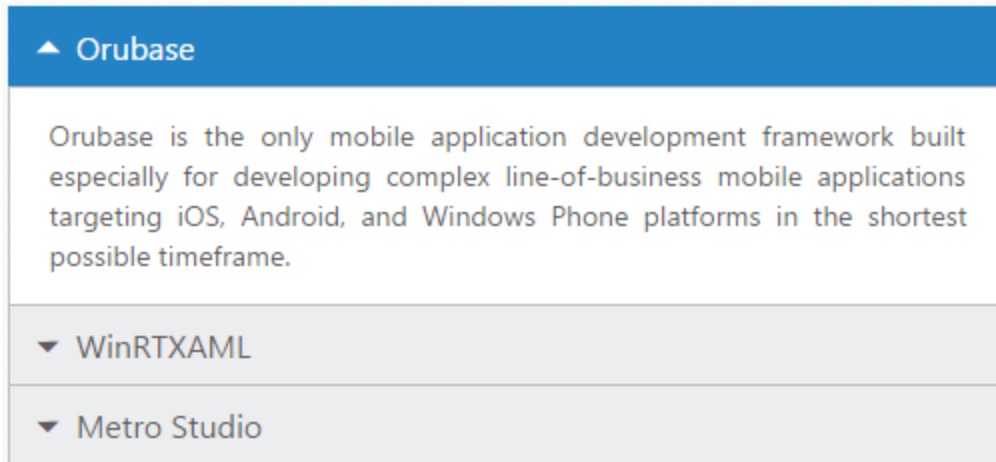 Orubase
Orubase is the only mobile application development framework built
especially for developing complex line-of-business mobile applications
targeting iOS, Android, and Windows Phone platforms in the shortest
possible timeframe.
WinRTXAML
Metro Studio